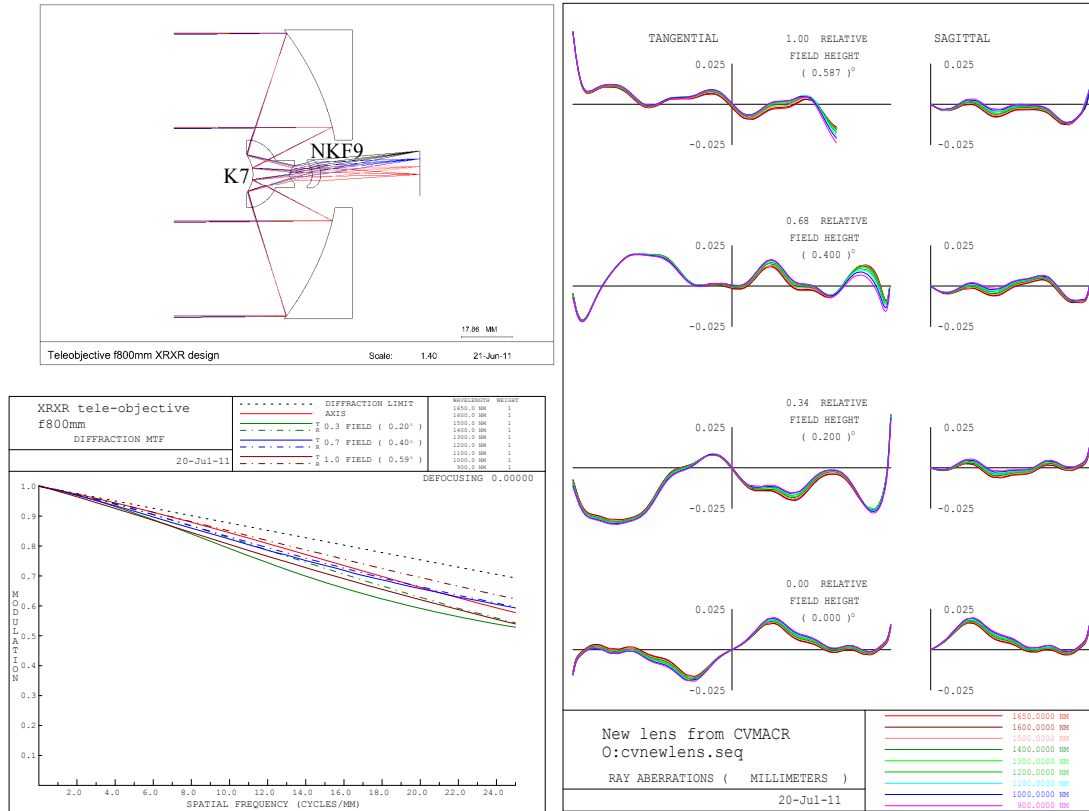 NKF9
K7
17.86 MM
Teleobjective f800mm XRXR design
Scale: 1.40 21-Jun-11
XRXR tele-objective
f800mm
DIFFRACTION MTF
20-Jul-11
DIFFRACTION LIMIT
AXIS
T
R 0.3 FIELD ( 0.20° )
T
R 0.7 FIELD ( 0.40° )
T
R 1.0 FIELD ( 0.59° )
WAVELENGTH WEIGHT
1650.0 NM 1
1600.0 NM 1
1500.0 NM 1
1400.0 NM 1
1300.0 NM 1
1200.0 NM 1
1100.0 NM 1
1000.0 NM 1
900.0 NM 1
DEFOCUSING 0.00000
1.0
0.9
0.8
0.7
0.6
0.5
0.4
0.3
0.2
0.1
MODULATION
2.0 4.0 6.0 8.0 10.0 12.0 14.0 16.0 18.0 20.0 22.0 24.0
SPATIAL FREQUENCY (CYCLES/MM)
TANGENTIAL 1.00 RELATIVE SAGITTAL
FIELD HEIGHT
( 0.587 )°
0.025 0.025
-0.025 -0.025
0.68 RELATIVE
FIELD HEIGHT
( 0.400 )°
0.025 0.025
-0.025 -0.025
0.34 RELATIVE
FIELD HEIGHT
( 0.200 )°
0.025 0.025
-0.025 -0.025
0.00 RELATIVE
FIELD HEIGHT
( 0.000 )°
0.025 0.025
-0.025 -0.025
New lens from CVMACR
O:cvnewlens.seq
RAY ABERRATIONS ( MILLIMETERS )
20-Jul-11
1650.0000 NM
1600.0000 NM
1500.0000 NM
1400.0000 NM
1300.0000 NM
1200.0000 NM
1100.0000 NM
1000.0000 NM
900.0000 NM